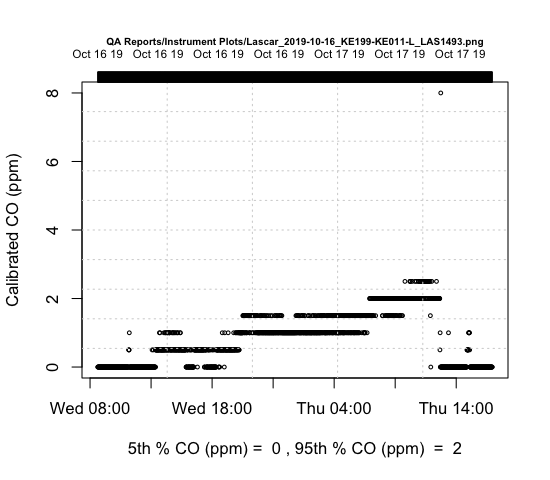 QA Reports/Instrument Plots/Lascar_2019-10-16_KE199-KE011-L_LAS1493.png
Oct 16 19 Oct 16 19 Oct 16 19 Oct 16 19 Oct 17 19 Oct 17 19 Oct 17 19
8
6
4
2
0
Calibrated CO (ppm)
Wed 08:00 Wed 18:00 Thu 04:00 Thu 14:00
5th % CO (ppm) = 0 , 95th % CO (ppm) = 2